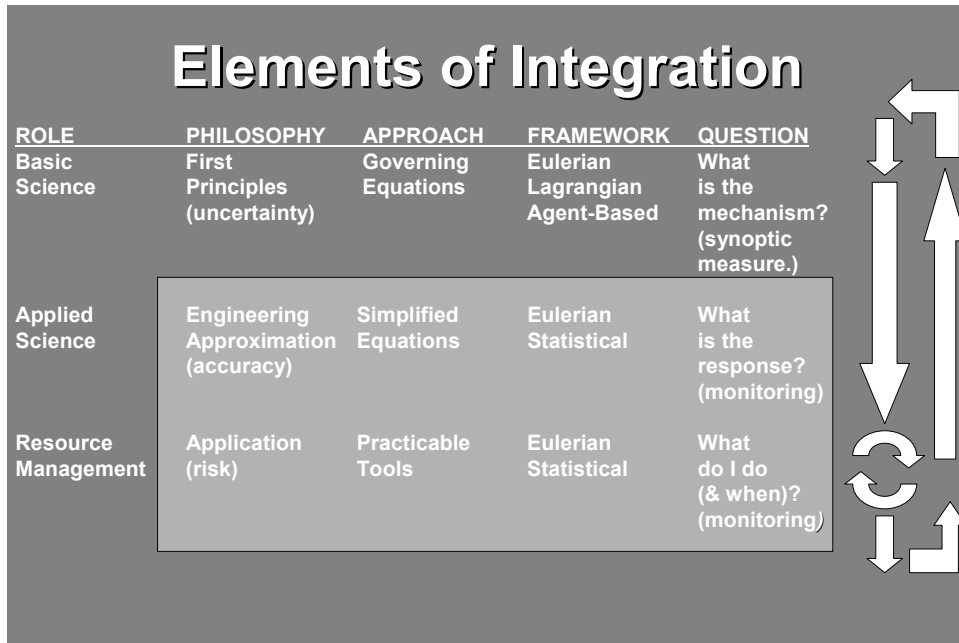 Elements of Integration
ROLE PHILOSOPHY APPROACH FRAMEWORK QUESTION
Basic First Governing Eulerian What
Science Principles Equations Lagrangian is the
(uncertainty) Agent-Based mechanism?
(synoptic
measure.)
Applied Engineering Simplified Eulerian What
Science Approximation Equations Statistical is the
(accuracy) response?
(monitoring)
Resource Application Practicable Eulerian What
Management (risk) Tools Statistical do I do
(& when)?
(monitoring)